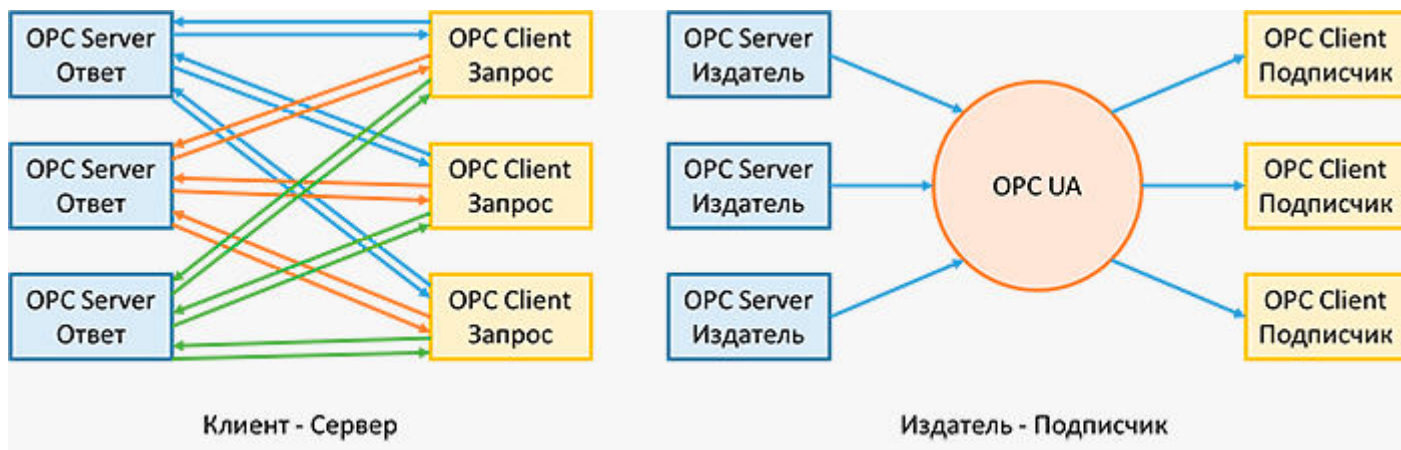 OPC Server
Ответ
OPC Client
Запрос
OPC Server
Ответ
OPC Client
Запрос
OPC Server
Ответ
OPC Client
Запрос
Клиент - Сервер
OPC Server
Издатель
OPC Client
Подписчик
OPC Server
Издатель
OPC UA
OPC Client
Подписчик
OPC Server
Издатель
OPC Client
Подписчик
Издатель - Подписчик